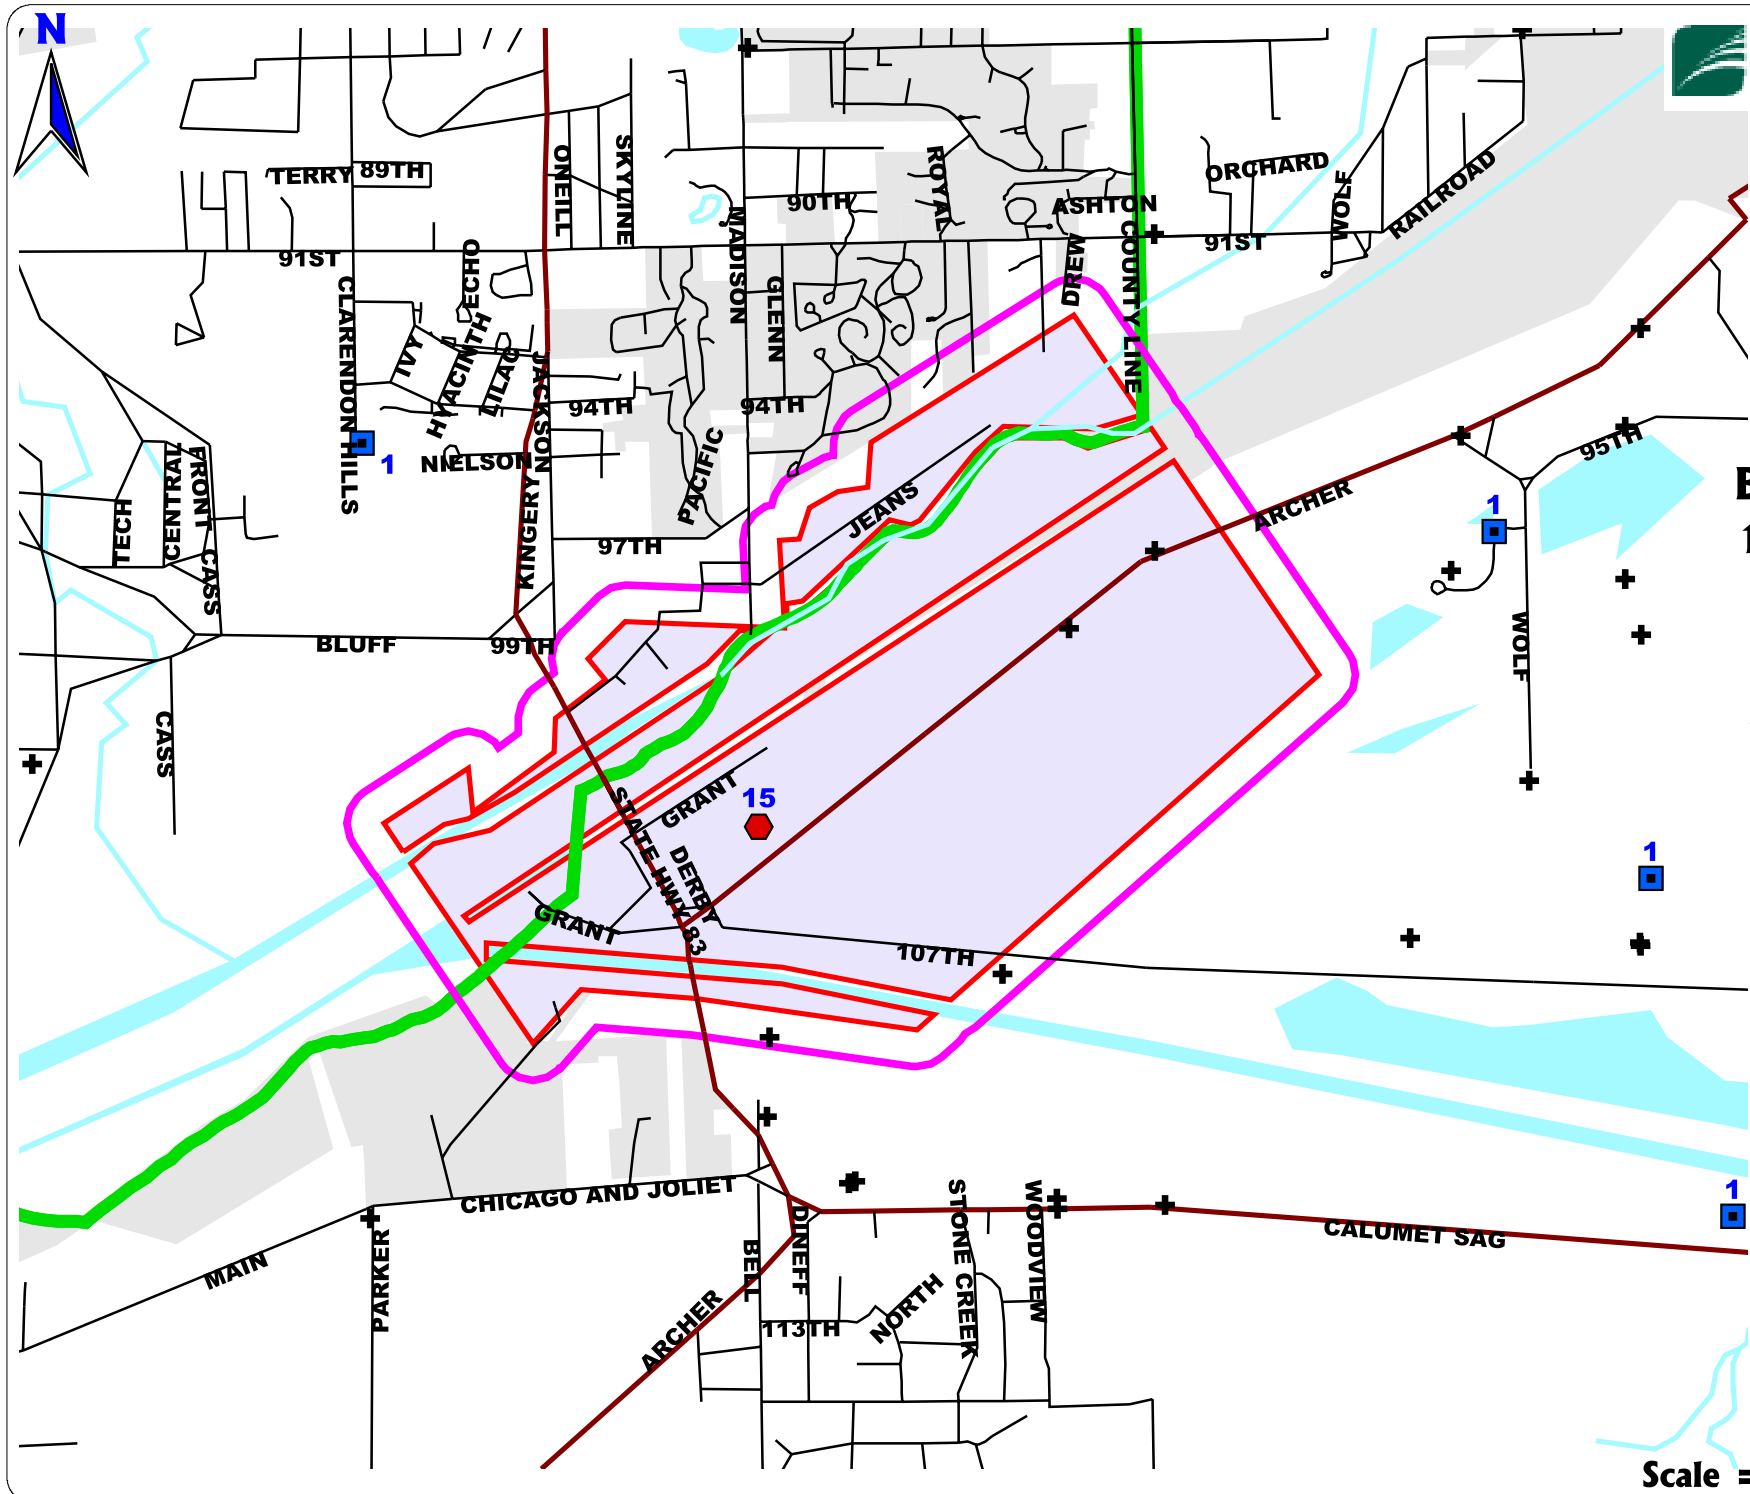 N
TERRY
89TH
ONEILL
SKYLINE
ROYAL
ORCHARD
WOLF
RAILROAD
90TH
ASHTON
MADISON
COUNTY LINE
91ST
DREW
91ST
ECHO
CLARENDON HILLS
GLENN
IVY
HYACINTH
LILAC
JACKSON
94TH
94TH
95TH
1
NIELSON
PACIFIC
CENTRAL
FRONT
TECH
KINGERY
JEANS
ARCHER
1
97TH
CASS
BLUFF
99TH
WOLF
CASS
GRANT
15
STATE HWY 83
DERBY
1
GRANT
107TH
CHICAGO AND JOLIET
STONE CREEK
WOODVIEW
1
DINEFF
CALUMET SAG
MAIN
PARKER
BELL
ARCHER
NORTH
113TH
Scale =